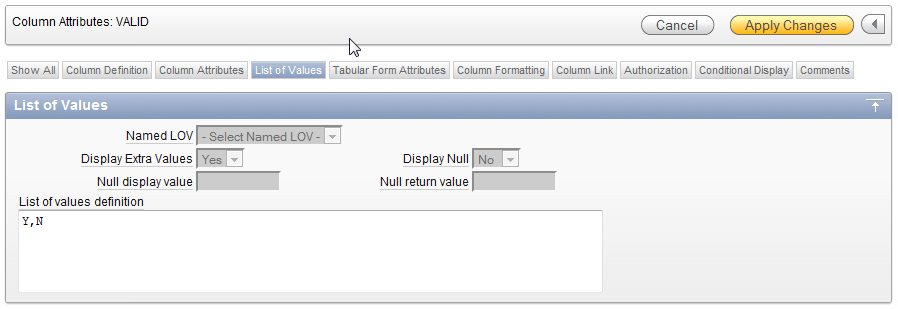 Column Attributes: VALID
Cancel
Apply Changes
Show All
Column Definition
Column Attributes
List of Values
Tabular Form Attributes
Column Formatting
Column Link
Authorization
Conditional Display
Comments
List of Values
Named LOV
- Select Named LOV -
Display Extra Values
Yes
Display Null
No
Null display value
Null return value
List of values definition
Y,N